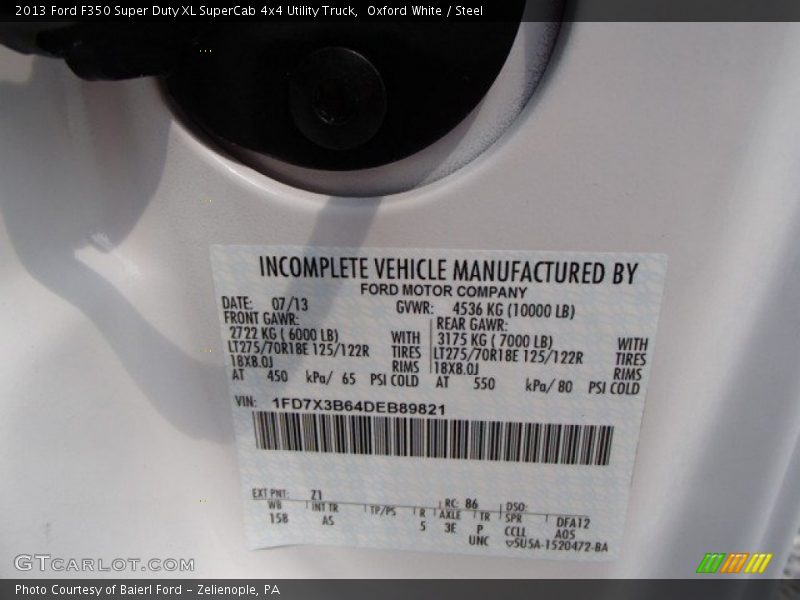 2013 Ford F350 Super Duty XL SuperCab 4x4 Utility Truck, Oxford White / Steel
INCOMPLETE VEHICLE MANUFACTURED BY
FORD MOTOR COMPANY
DATE: 07/13 GVWR: 4536 KG (10000 LB)
FRONT GAWR: REAR GAWR:
2722 KG ( 6000 LB) WITH 3175 KG ( 7000 LB) WITH
LT275/70R18E 125/122R TIRES LT275/70R18E 125/122R TIRES
18X8.0J RIMS 18X8.0J RIMS
AT 450 kPa/ 65 PSI COLD AT 550 kPa/ 80 PSI COLD
VIN: 1FD7X3B64DEB89821
EXT PNT: Z1 RC: 86 DSO:
WB INT TR TP/PS R AXLE TR SPR DFA12
158 AS 5 3E P CCLL A05
UNC 5U5A-1520472-BA
GTCARLOT.COM
Photo Courtesy of Baierl Ford - Zelienople, PA